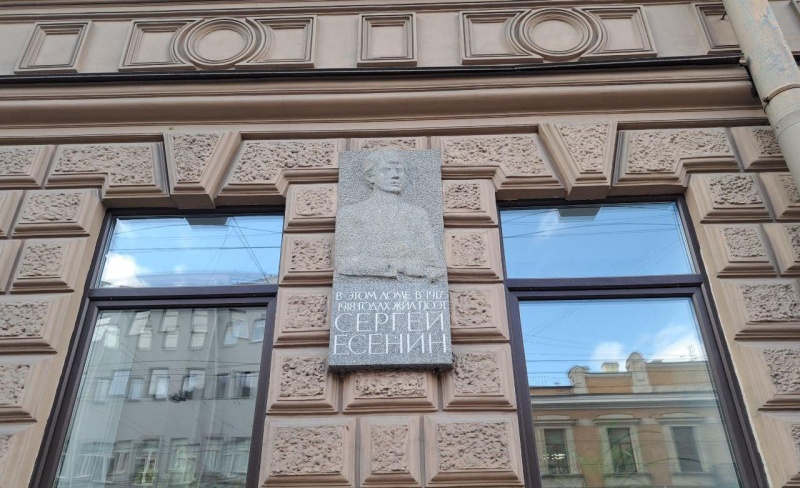 В ЭТОМ ДОМЕ В 1917-
1918 ГОДАХ ЖИЛ ПОЭТ
СЕРГЕЙ
ЕСЕНИН